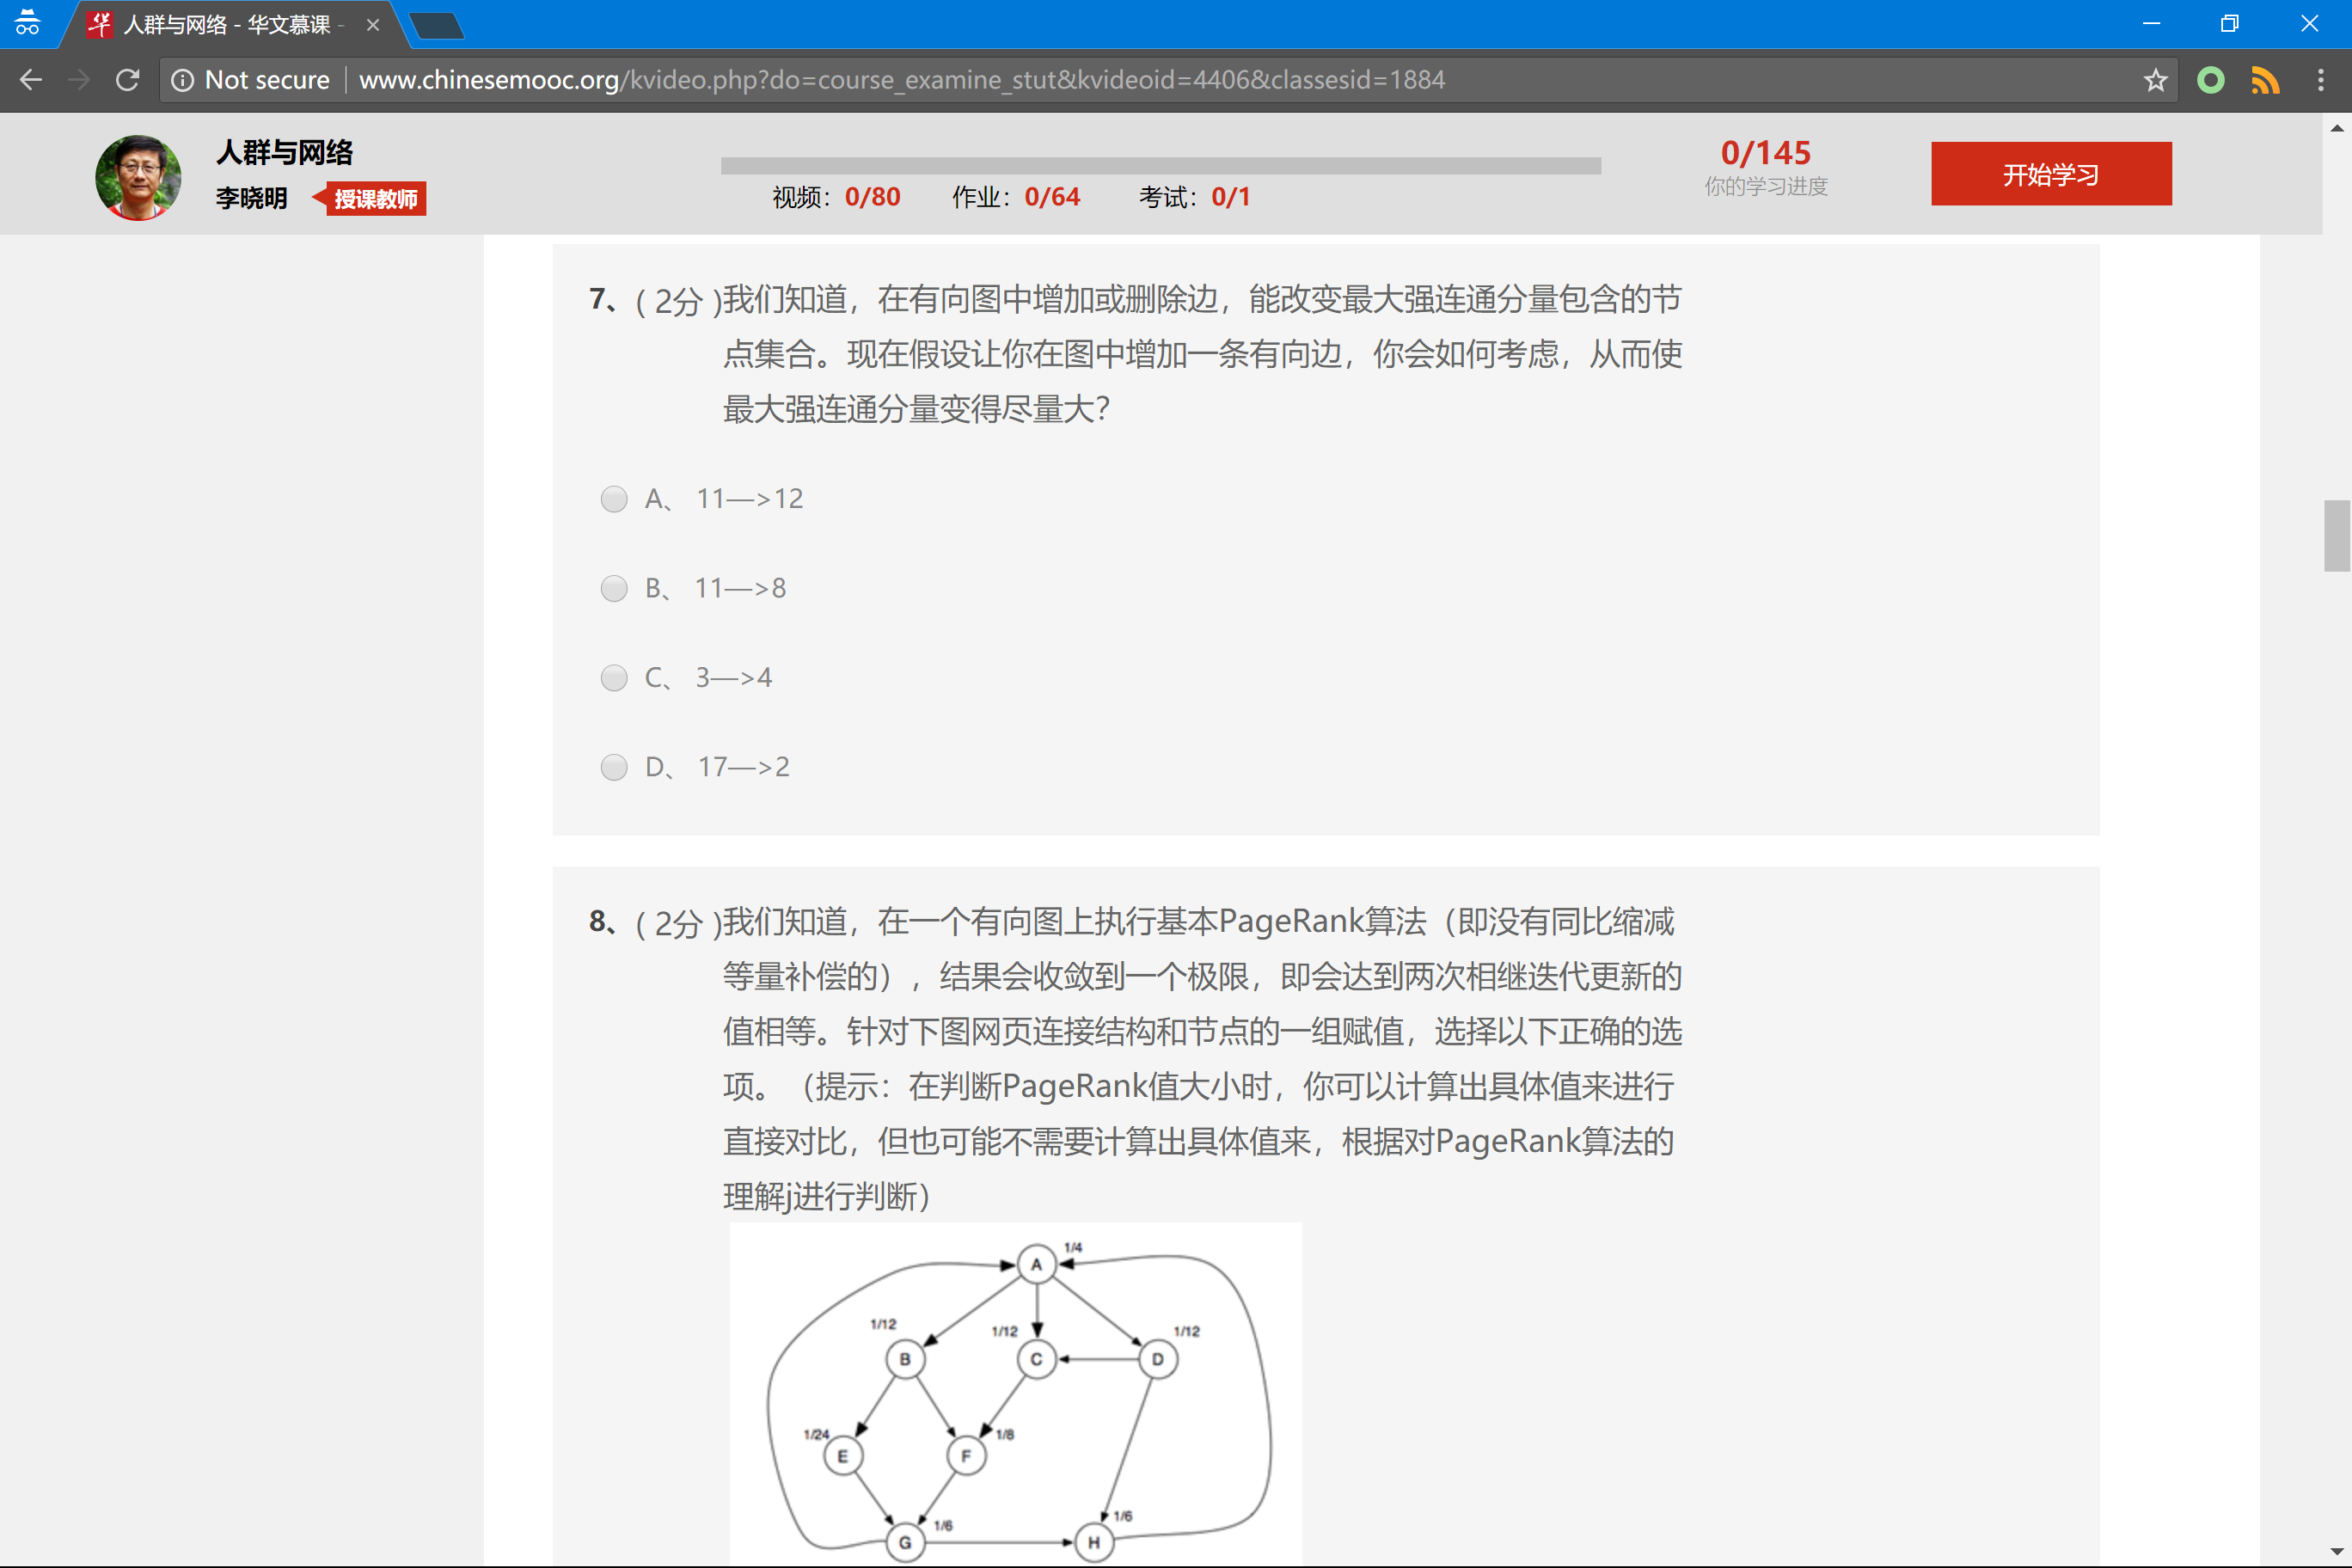 人群与网络 - 华文慕课 -
Not secure
www.chinesemooc.org/kvideo.php?do=course_examine_stut&kvideoid=4406&classesid=1884
人群与网络
李晓明 授课教师
视频：0/80 作业：0/64 考试：0/1
0/145
你的学习进度
开始学习
7、( 2分 )我们知道，在有向图中增加或删除边，能改变最大强连通分量包含的节
点集合。现在假设让你在图中增加一条有向边，你会如何考虑，从而使
最大强连通分量变得尽量大？
A、 11—>12
B、 11—>8
C、 3—>4
D、 17—>2
8、( 2分 )我们知道，在一个有向图上执行基本PageRank算法（即没有同比缩减
等量补偿的），结果会收敛到一个极限，即会达到两次相继迭代更新的
值相等。针对下图网页连接结构和节点的一组赋值，选择以下正确的选
项。（提示：在判断PageRank值大小时，你可以计算出具体值来进行
直接对比，但也可能不需要计算出具体值来，根据对PageRank算法的
理解j进行判断）
A 1/4
1/12 1/12 1/12
B C D
1/24 1/8
E F
1/6 1/6
G H